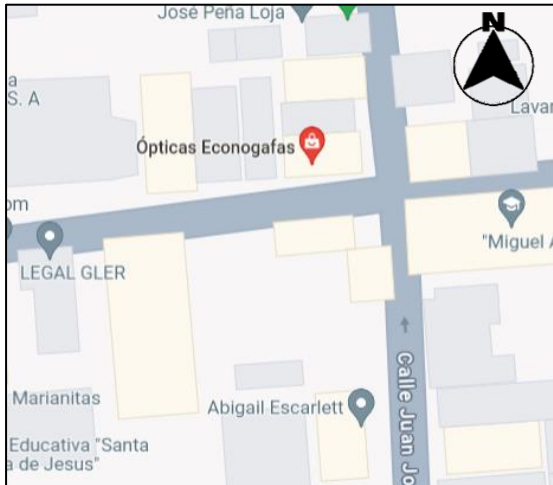 José Peña Loja
N
a
S. A
Lavar
Ópticas Econogafas
om
"Miguel A
LEGAL GLER
Calle Juan Jo
Marianitas
Abigail Escarlett
Educativa "Santa
a de Jesus"